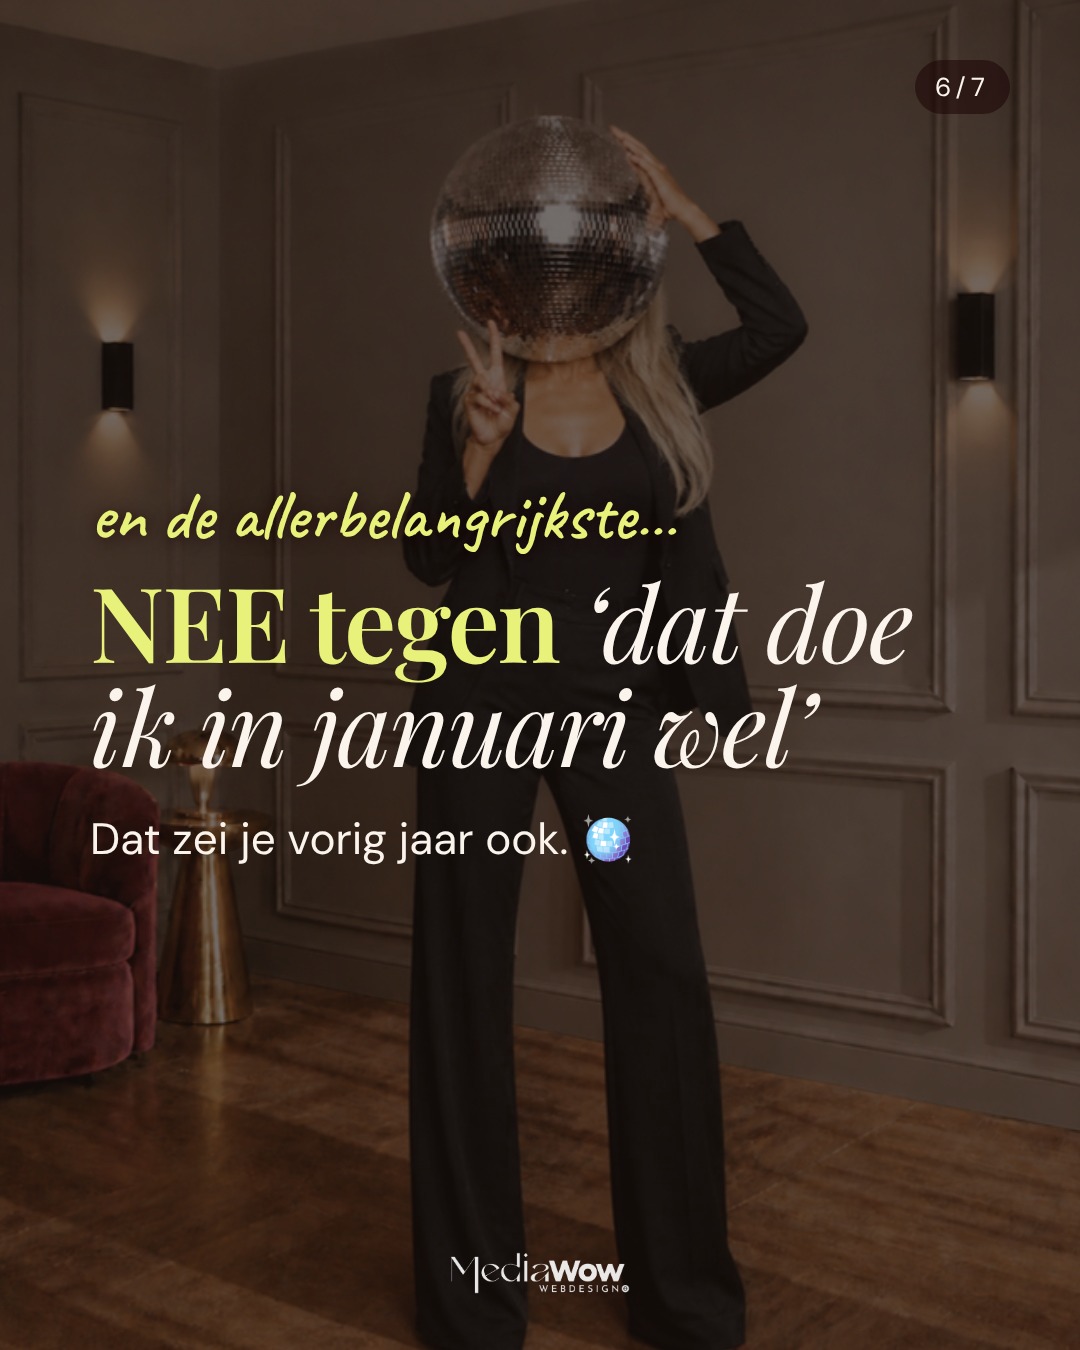 6/7
en de allerbelangrijkste...
NEE tegen ‘dat doe
ik in januari wel’
Dat zei je vorig jaar ook.
MediaWow
WEBDESIGN